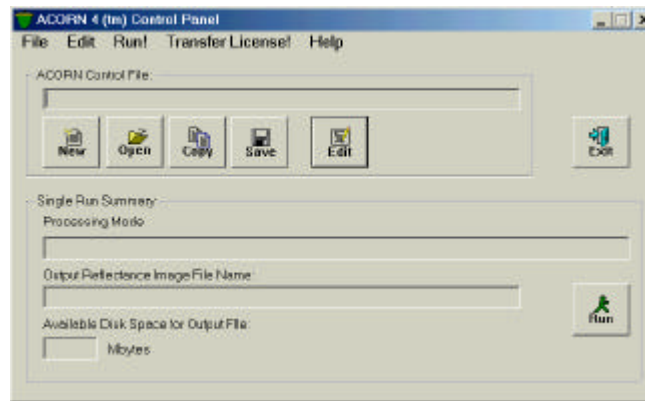 ACORN 4 (tm) Control Panel
File Edit Run! Transfer License! Help
ACORN Control File:
New Open Copy Save Edit Exit
Single Run Summary
Processing Mode
Output Reflectance Image File Name:
Run
Available Disk Space for Output File:
Mbytes